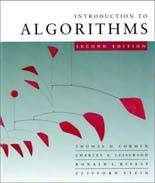 INTRODUCTION TO
ALGORITHMS
SECOND EDITION
THOMAS H. CORMEN
CHARLES E. LEISERSON
RONALD L. RIVEST
CLIFFORD STEIN